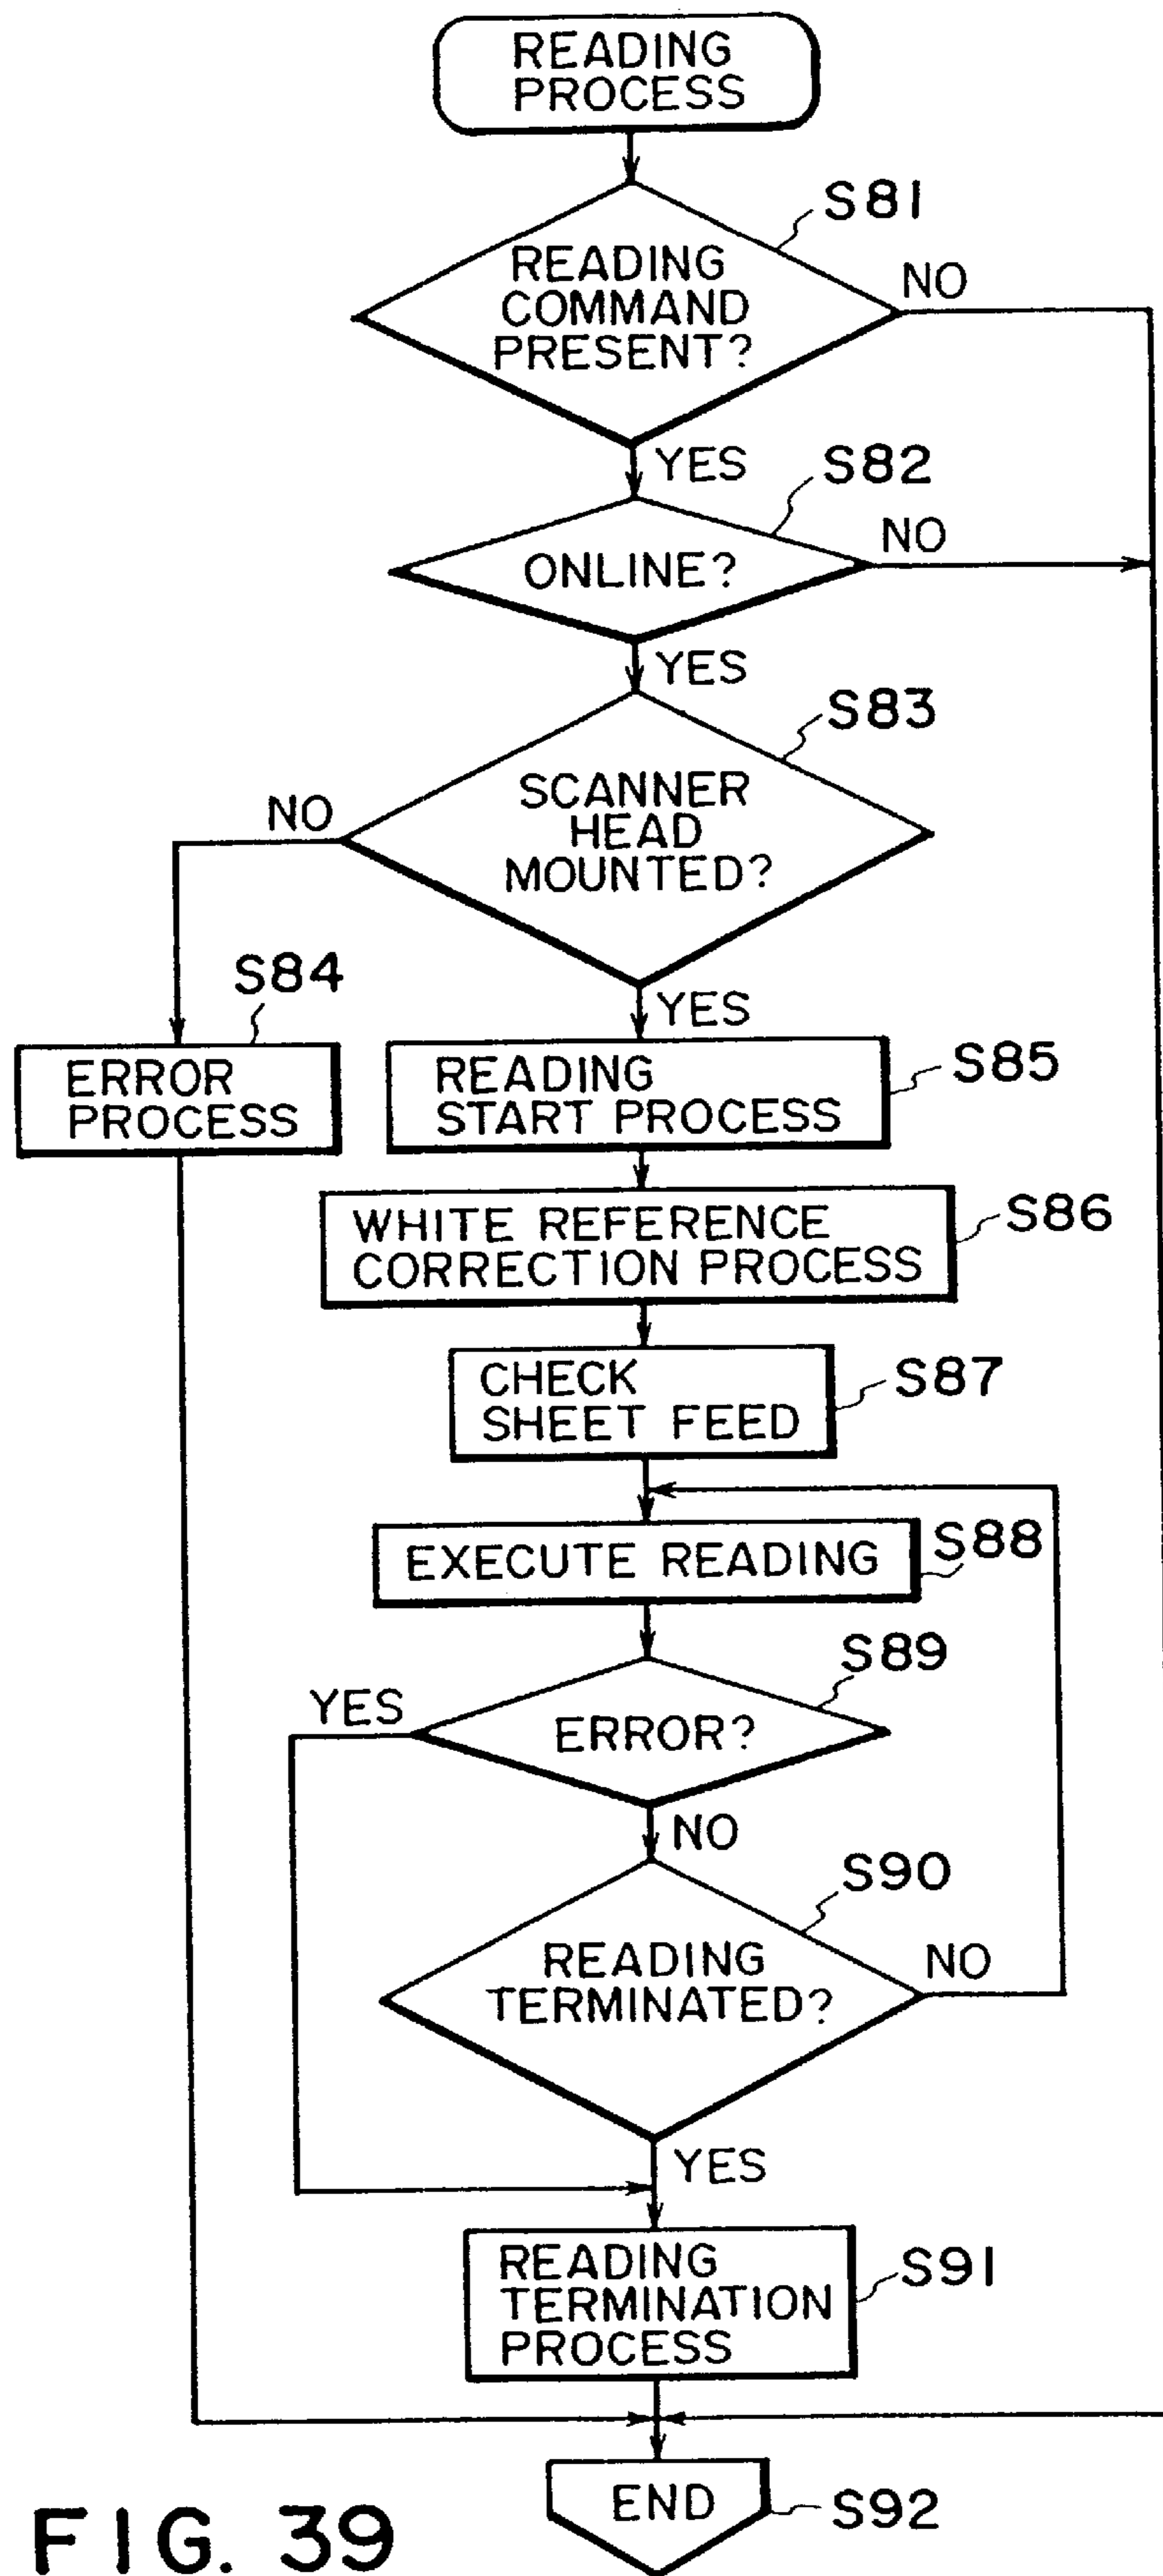 READING
PROCESS
S81
READING
COMMAND
PRESENT?
NO
YES
S82
ONLINE?
NO
YES
S83
SCANNER
HEAD
MOUNTED?
NO
YES
S84
ERROR
PROCESS
S85
READING
START PROCESS
S86
WHITE REFERENCE
CORRECTION PROCESS
S87
CHECK
SHEET FEED
S88
EXECUTE READING
S89
YES
ERROR?
NO
S90
READING
TERMINATED?
NO
YES
S91
READING
TERMINATION
PROCESS
END
S92
FIG. 39